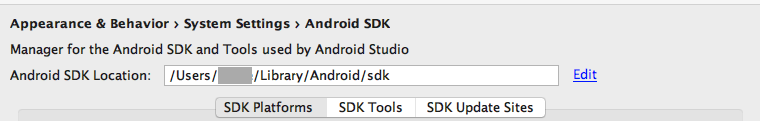 Appearance & Behavior › System Settings › Android SDK
Manager for the Android SDK and Tools used by Android Studio
Android SDK Location: /Users/ /Library/Android/sdk Edit
SDK Platforms SDK Tools SDK Update Sites